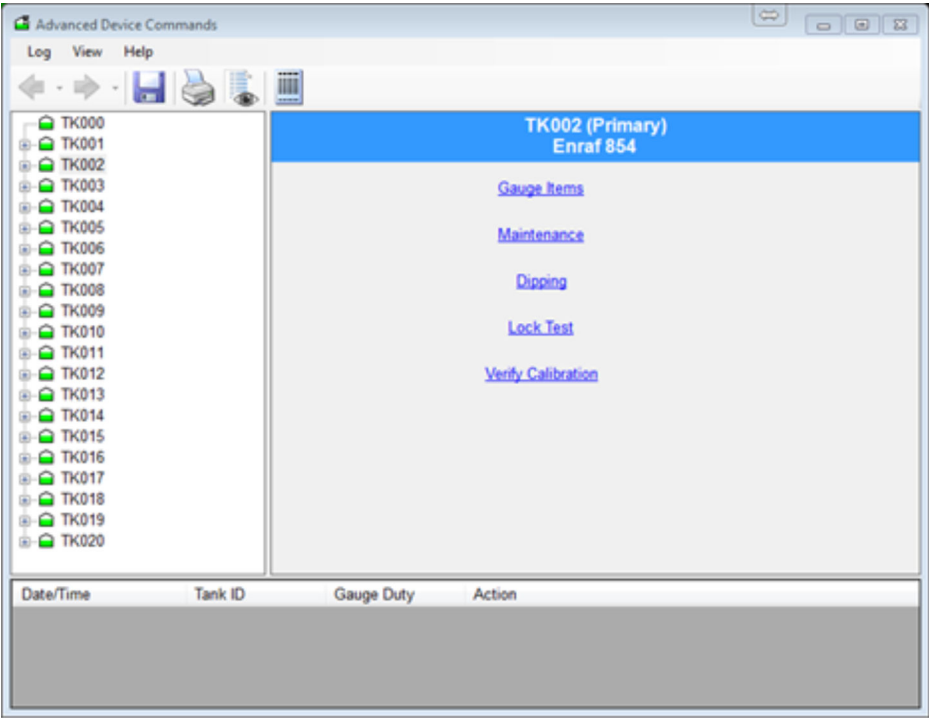 Advanced Device Commands
Log View Help
TK000
TK001
TK002
TK003
TK004
TK005
TK006
TK007
TK008
TK009
TK010
TK011
TK012
TK013
TK014
TK015
TK016
TK017
TK018
TK019
TK020
TK002 (Primary)
Enraf 854
Gauge Items
Maintenance
Dipping
Lock Test
Verify Calibration
Date/Time Tank ID Gauge Duty Action